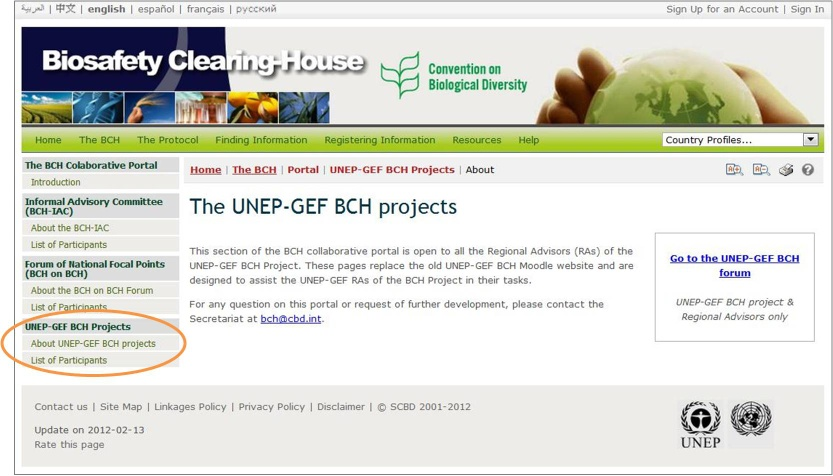 العربية | 中文 | english | español | français | русский
Sign Up for an Account | Sign In
Biosafety Clearing-House
Convention on
Biological Diversity
Home The BCH The Protocol Finding Information Registering Information Resources Help
Country Profiles...
The BCH Colaborative Portal
Introduction
Informal Advisory Committee
(BCH-IAC)
About the BCH-IAC
List of Participants
Forum of National Focal Points
(BCH on BCH)
About the BCH on BCH Forum
List of Participants
UNEP-GEF BCH Projects
About UNEP-GEF BCH projects
List of Participants
Home | The BCH | Portal | UNEP-GEF BCH Projects | About
The UNEP-GEF BCH projects
This section of the BCH collaborative portal is open to all the Regional Advisors (RAs) of the
UNEP-GEF BCH Project. These pages replace the old UNEP-GEF BCH Moodle website and are
designed to assist the UNEP-GEF RAs of the BCH Project in their tasks.
For any question on this portal or request of further development, please contact the
Secretariat at bch@cbd.int.
Go to the UNEP-GEF BCH
forum
UNEP-GEF BCH project &
Regional Advisors only
Contact us | Site Map | Linkages Policy | Privacy Policy | Disclaimer | © SCBD 2001-2012
Update on 2012-02-13
Rate this page
UNEP